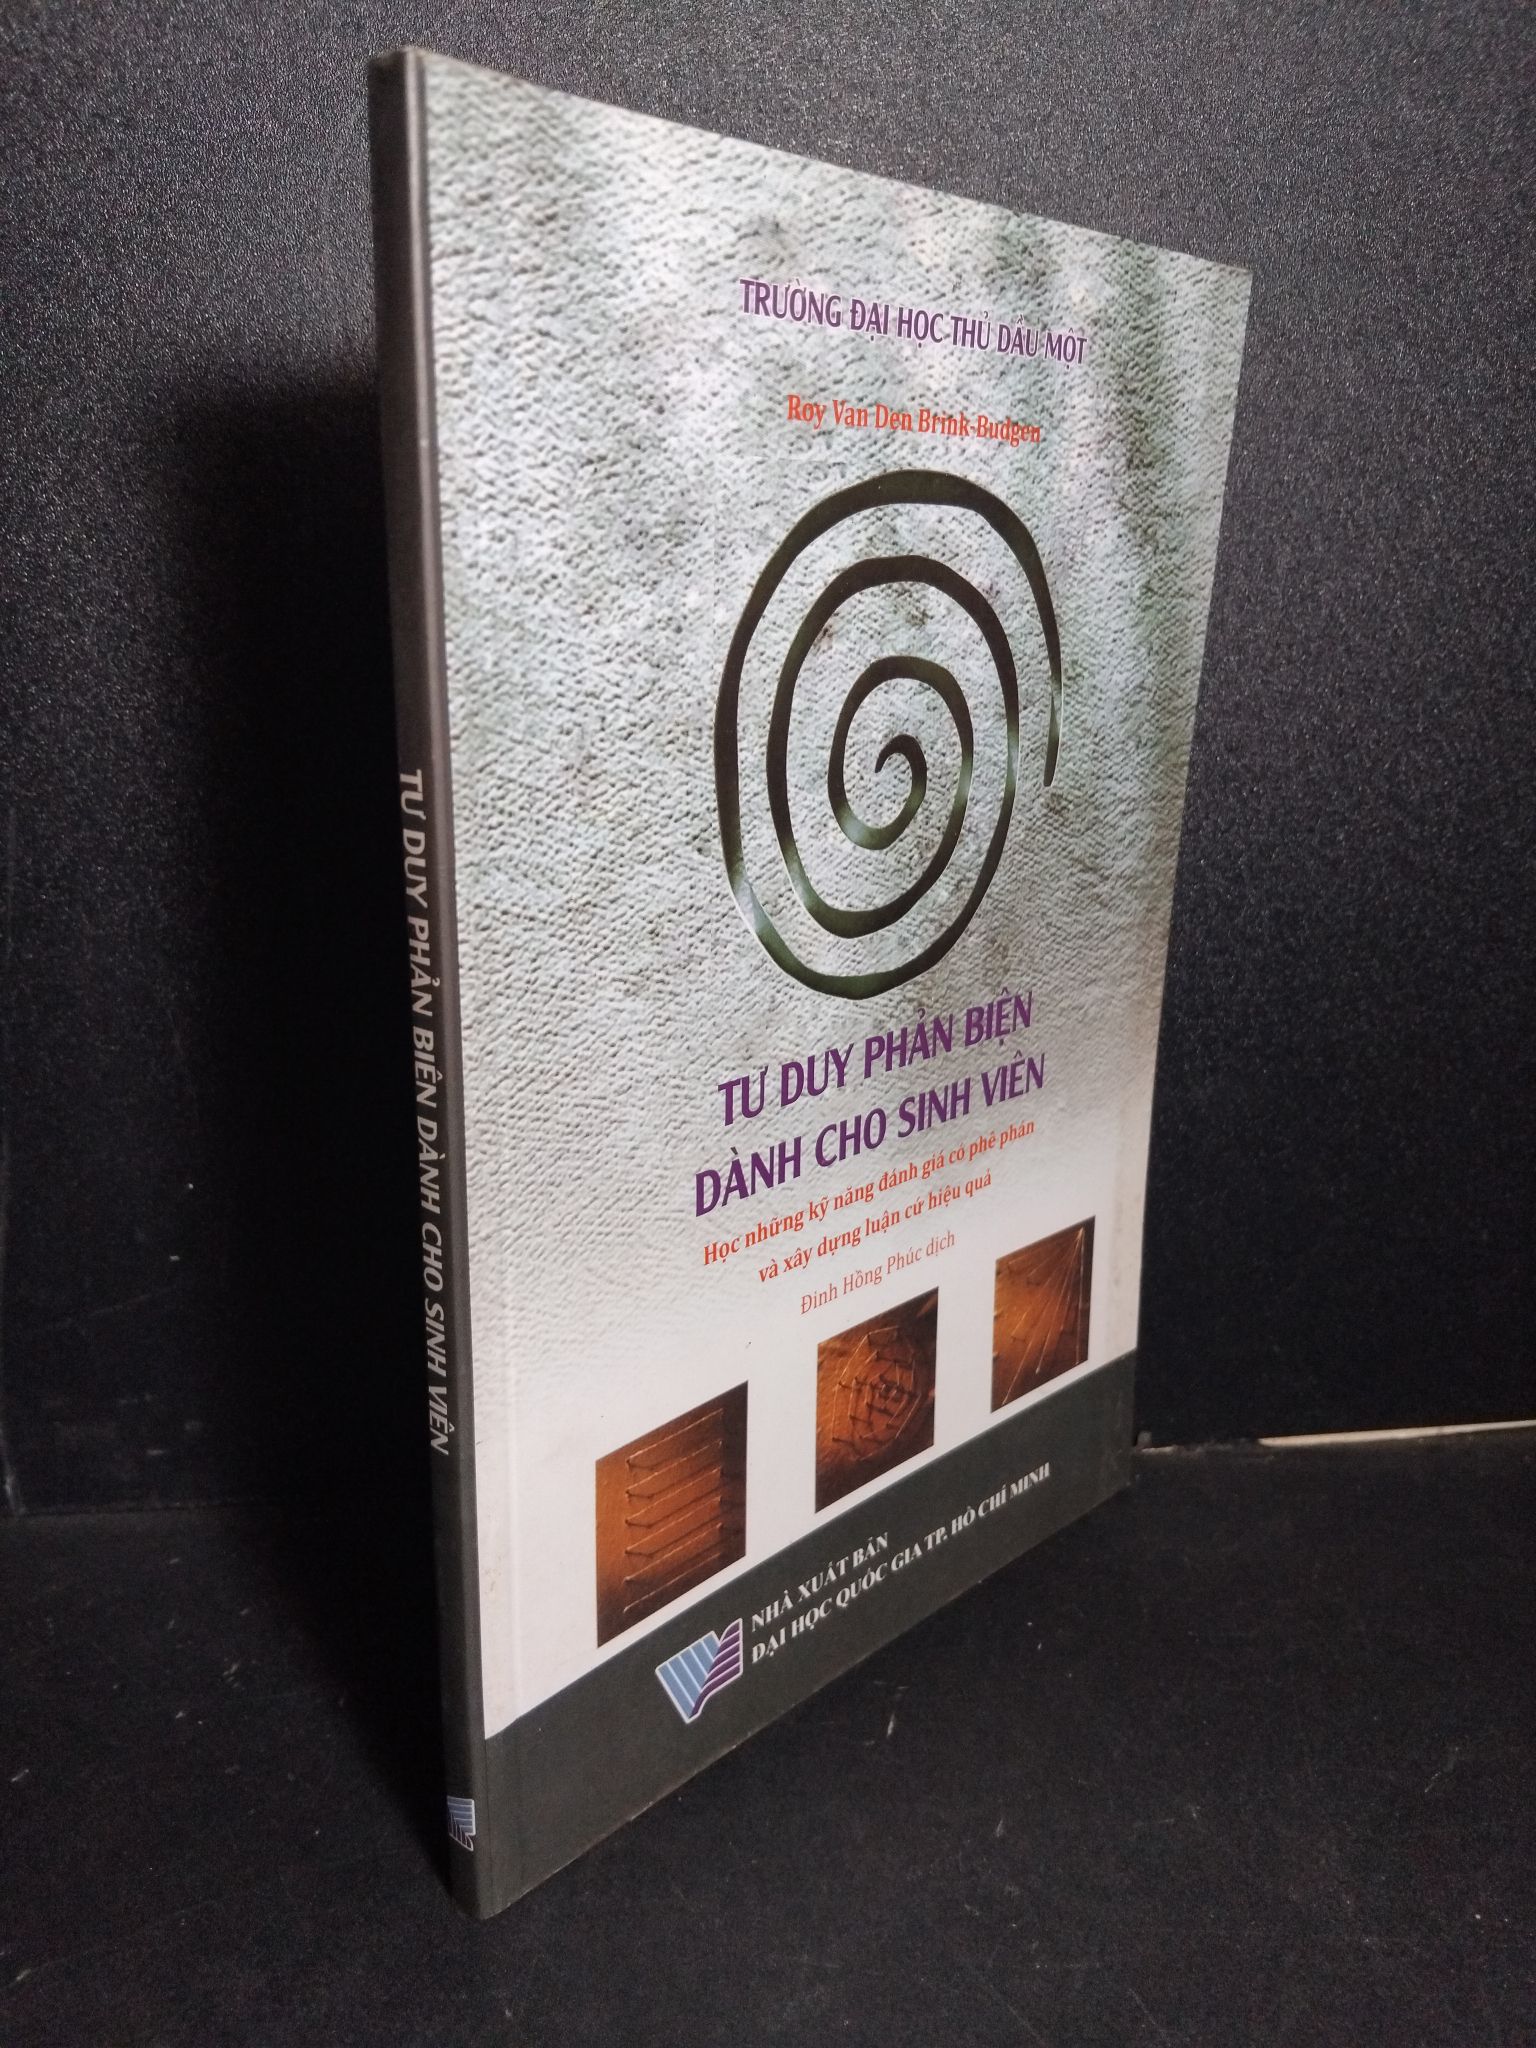 TRƯỜNG ĐẠI HỌC THỦ DẦU MỘT
Roy Van Den Brink-Budgen
TƯ DUY PHẢN BIỆN
DÀNH CHO SINH VIÊN
Học những kỹ năng đánh giá có phê phán
và xây dựng luận cứ hiệu quả
Đinh Hồng Phúc dịch
NHÀ XUẤT BẢN
ĐẠI HỌC QUỐC GIA TP. HỒ CHÍ MINH
TƯ DUY PHẢN BIỆN DÀNH CHO SINH VIÊN